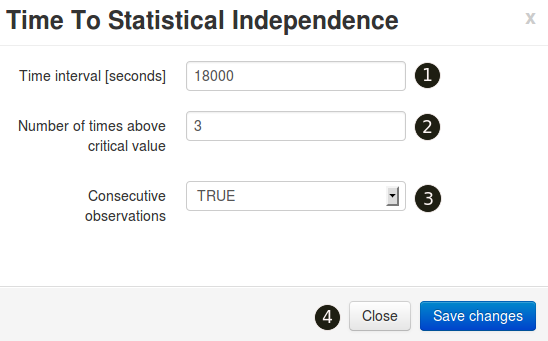 Time To Statistical Independence x
Time interval [seconds] 18000 1
Number of times above
critical value 3 2
Consecutive
observations TRUE 3
4 Close Save changes